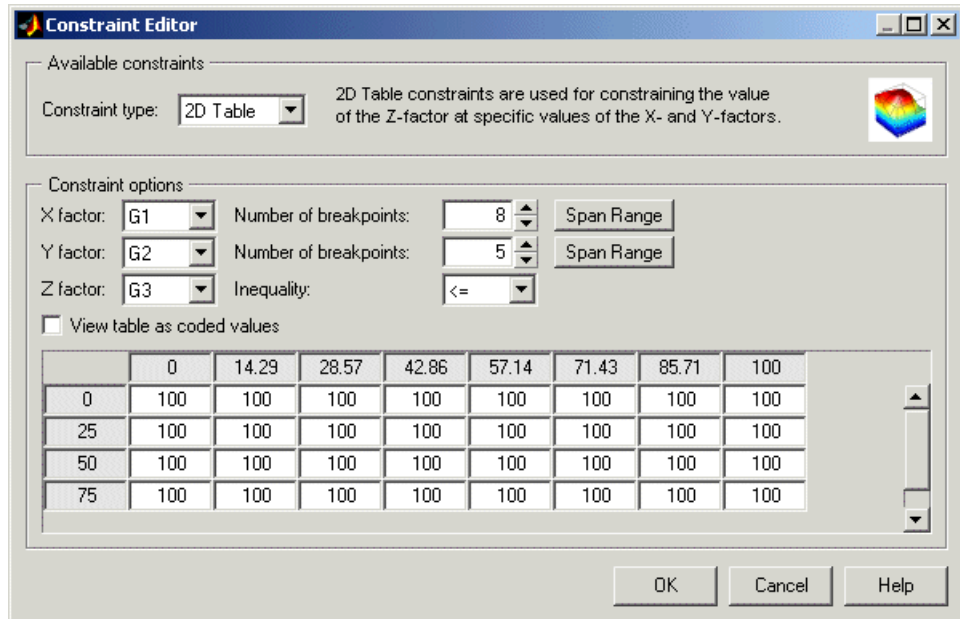 Constraint Editor
Available constraints
Constraint type: 2D Table
2D Table constraints are used for constraining the value
of the Z-factor at specific values of the X- and Y-factors.
Constraint options
X factor: G1 Number of breakpoints: 8 Span Range
Y factor: G2 Number of breakpoints: 5 Span Range
Z factor: G3 Inequality: <=
View table as coded values
0 14.29 28.57 42.86 57.14 71.43 85.71 100
0 100 100 100 100 100 100 100 100
25 100 100 100 100 100 100 100 100
50 100 100 100 100 100 100 100 100
75 100 100 100 100 100 100 100 100
OK Cancel Help